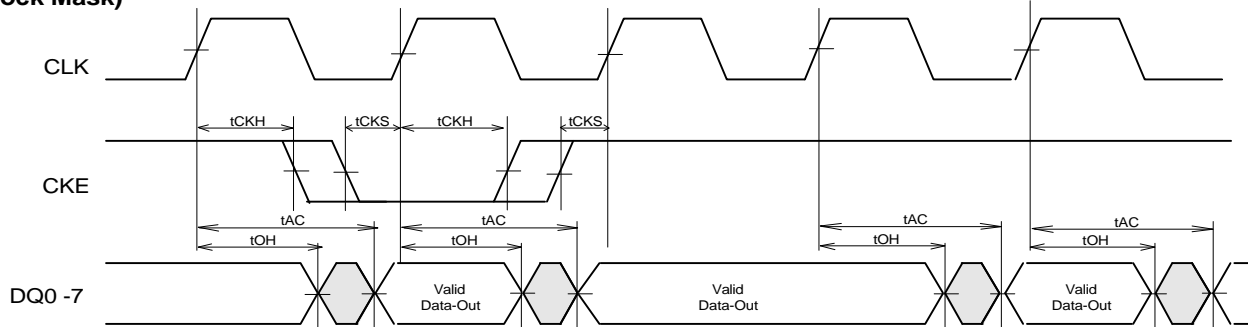 ock Mask)
CLK
tCKH
tCKS
tCKH
tCKS
CKE
tAC
tAC
tAC
tAC
tOH
tOH
tOH
tOH
DQ0 -7
Valid
Data-Out
Valid
Data-Out
Valid
Data-Out